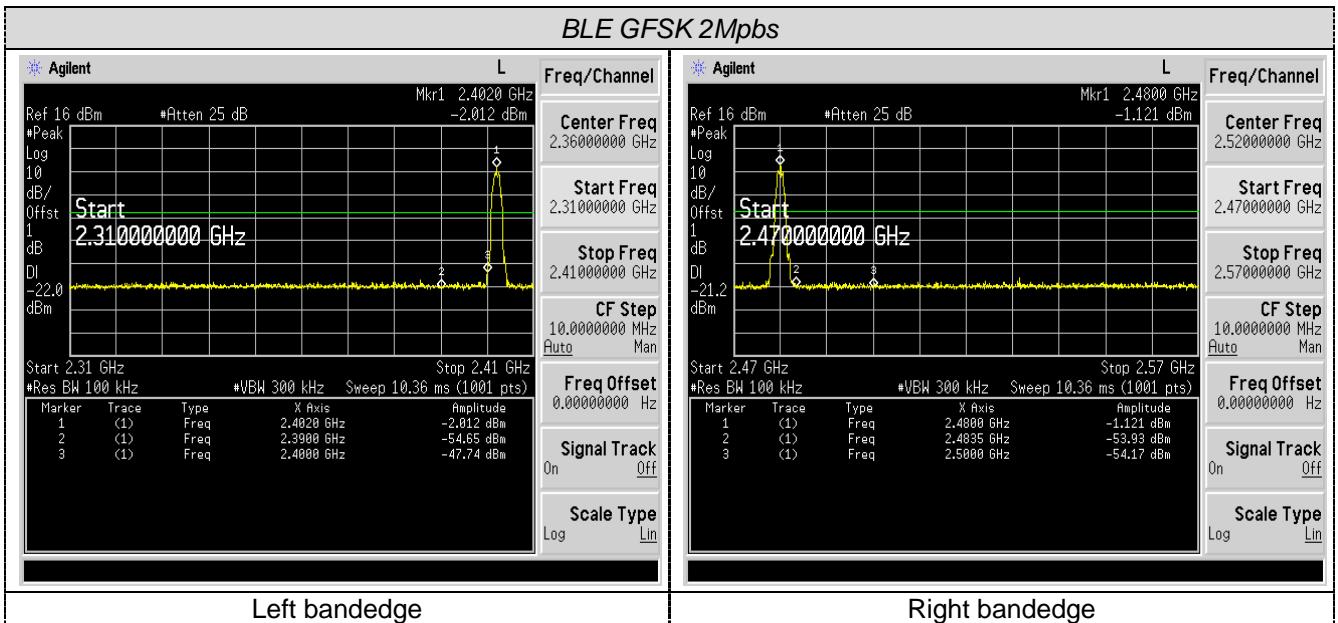 BLE GFSK 2Mpbs
Agilent
L
Mkr1 2.4020 GHz
Ref 16 dBm #Atten 25 dB -2.012 dBm
#Peak
Log
10
dB/
Offst
1
dB
DI
-22.0
dBm
1
2
3
Start
2.310000000 GHz
Start 2.31 GHz Stop 2.41 GHz
#Res BW 100 kHz #VBW 300 kHz Sweep 10.36 ms (1001 pts)
Marker Trace Type X Axis Amplitude
1 (1) Freq 2.4020 GHz -2.012 dBm
2 (1) Freq 2.3900 GHz -54.65 dBm
3 (1) Freq 2.4000 GHz -47.74 dBm
Freq/Channel
Center Freq
2.36000000 GHz
Start Freq
2.31000000 GHz
Stop Freq
2.41000000 GHz
CF Step
10.0000000 MHz
Auto Man
Freq Offset
0.00000000 Hz
Signal Track
On Off
Scale Type
Log Lin
Left bandedge
Agilent
L
Mkr1 2.4800 GHz
Ref 16 dBm #Atten 25 dB -1.121 dBm
#Peak
Log
10
dB/
Offst
1
dB
DI
-21.2
dBm
1
2
3
Start
2.470000000 GHz
Start 2.47 GHz Stop 2.57 GHz
#Res BW 100 kHz #VBW 300 kHz Sweep 10.36 ms (1001 pts)
Marker Trace Type X Axis Amplitude
1 (1) Freq 2.4800 GHz -1.121 dBm
2 (1) Freq 2.4835 GHz -53.93 dBm
3 (1) Freq 2.5000 GHz -54.17 dBm
Freq/Channel
Center Freq
2.52000000 GHz
Start Freq
2.47000000 GHz
Stop Freq
2.57000000 GHz
CF Step
10.0000000 MHz
Auto Man
Freq Offset
0.00000000 Hz
Signal Track
On Off
Scale Type
Log Lin
Right bandedge